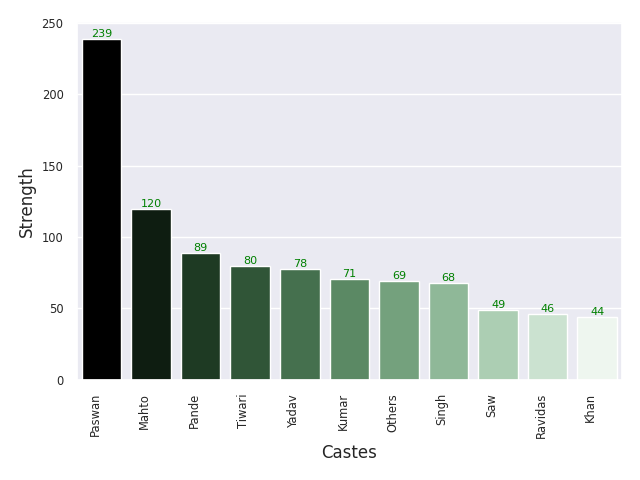 250
239
200
Strength
150
120
100
89
80
78
71
69
68
50
49
46
44
0
Paswan
Mahto
Pande
Tiwari
Yadav
Kumar
Others
Singh
Saw
Ravidas
Khan
Castes